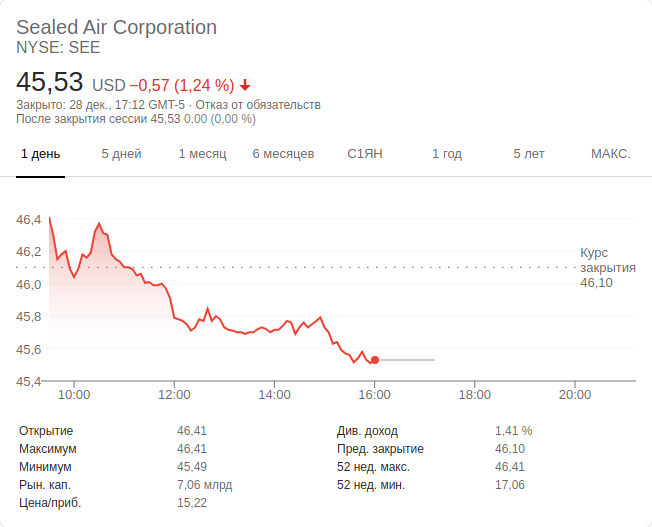 Sealed Air Corporation
NYSE: SEE
45,53 USD −0,57 (1,24 %)
Закрыто: 28 дек., 17:12 GMT-5 · Отказ от обязательств
После закрытия сессии 45,53 0,00 (0,00 %)
1 день 5 дней 1 месяц 6 месяцев С1ЯН 1 год 5 лет МАКС.
46,4
46,2
46,0
45,8
45,6
45,4
Курс
закрытия
46,10
10:00 12:00 14:00 16:00 18:00 20:00
Открытие 46,41
Максимум 46,41
Минимум 45,49
Рын. кап. 7,06 млрд
Цена/приб. 15,22
Див. доход 1,41 %
Пред. закрытие 46,10
52 нед. макс. 46,41
52 нед. мин. 17,06